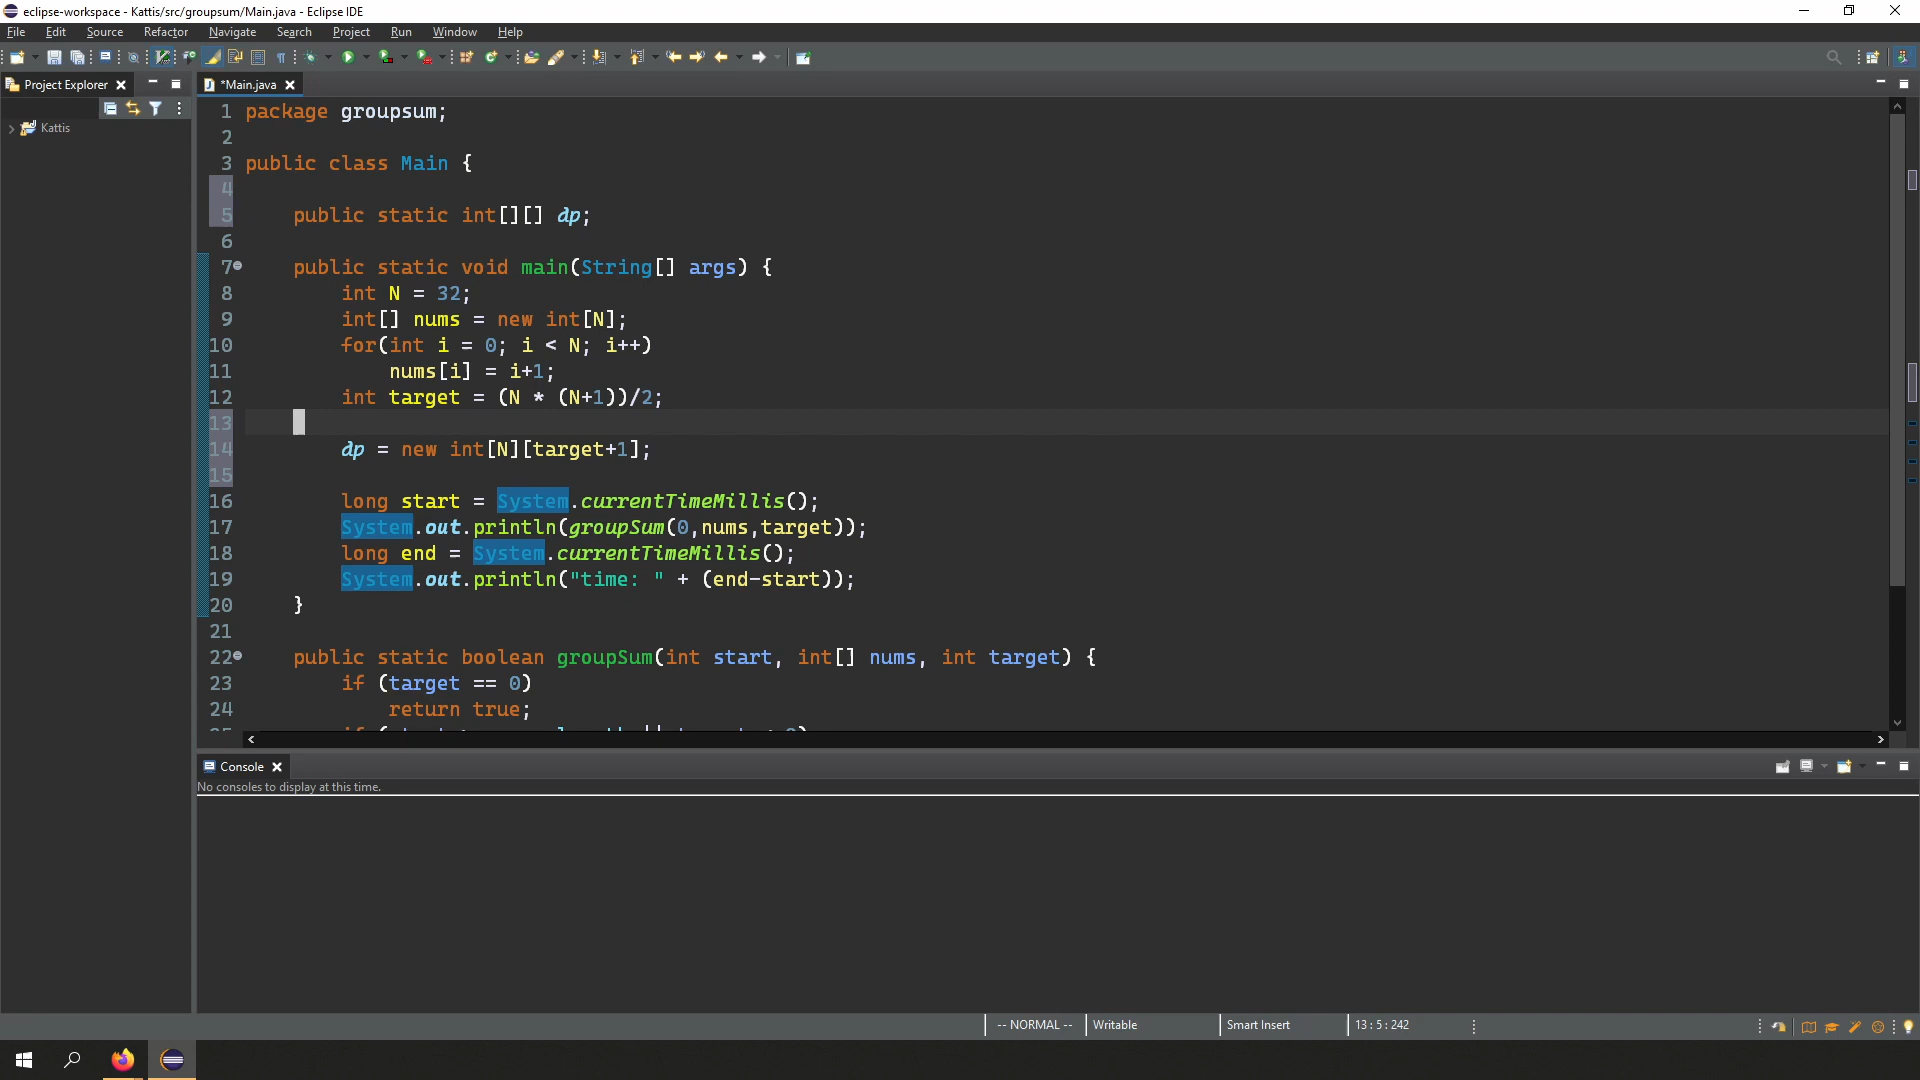 eclipse-workspace - Kattis/src/groupsum/Main.java - Eclipse IDE
File Edit Source Refactor Navigate Search Project Run Window Help
Project Explorer
*Main.java
Kattis
1 package groupsum;
2
3 public class Main {
4
5 public static int[][] dp;
6
7 public static void main(String[] args) {
8 int N = 32;
9 int[] nums = new int[N];
10 for(int i = 0; i < N; i++)
11 nums[i] = i+1;
12 int target = (N * (N+1))/2;
13
14 dp = new int[N][target+1];
15
16 long start = System.currentTimeMillis();
17 System.out.println(groupSum(0,nums,target));
18 long end = System.currentTimeMillis();
19 System.out.println("time: " + (end-start));
20 }
21
22 public static boolean groupSum(int start, int[] nums, int target) {
23 if (target == 0)
24 return true;
Console
No consoles to display at this time.
-- NORMAL -- Writable Smart Insert 13 : 5 : 242